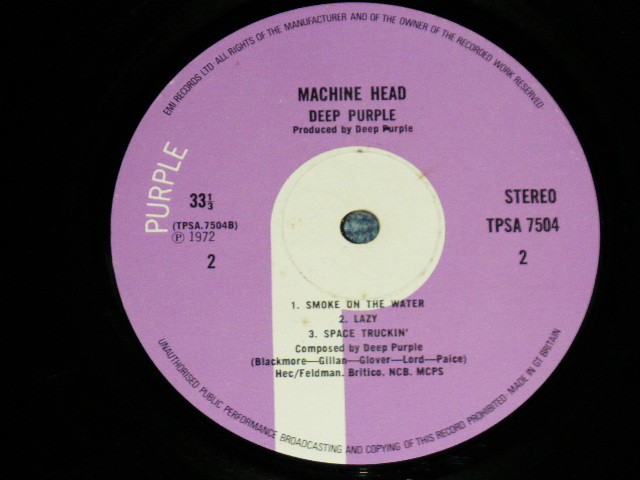 EMI RECORDS LTD ALL RIGHTS OF THE MANUFACTURER AND OF THE OWNER OF THE RECORDED WORK RESERVED
MACHINE HEAD
DEEP PURPLE
Produced by Deep Purple
PURPLE
33⅓
(TPSA.7504B)
Ⓟ 1972
2
STEREO
TPSA 7504
2
1. SMOKE ON THE WATER
2. LAZY
3. SPACE TRUCKIN'
Composed by Deep Purple
(Blackmore—Gillan—Glover—Lord—Paice)
Hec/Feldman. Britico. NCB. MCPS
UNAUTHORISED PUBLIC PERFORMANCE BROADCASTING AND COPYING OF THIS RECORD PROHIBITED·MADE IN GT BRITAIN